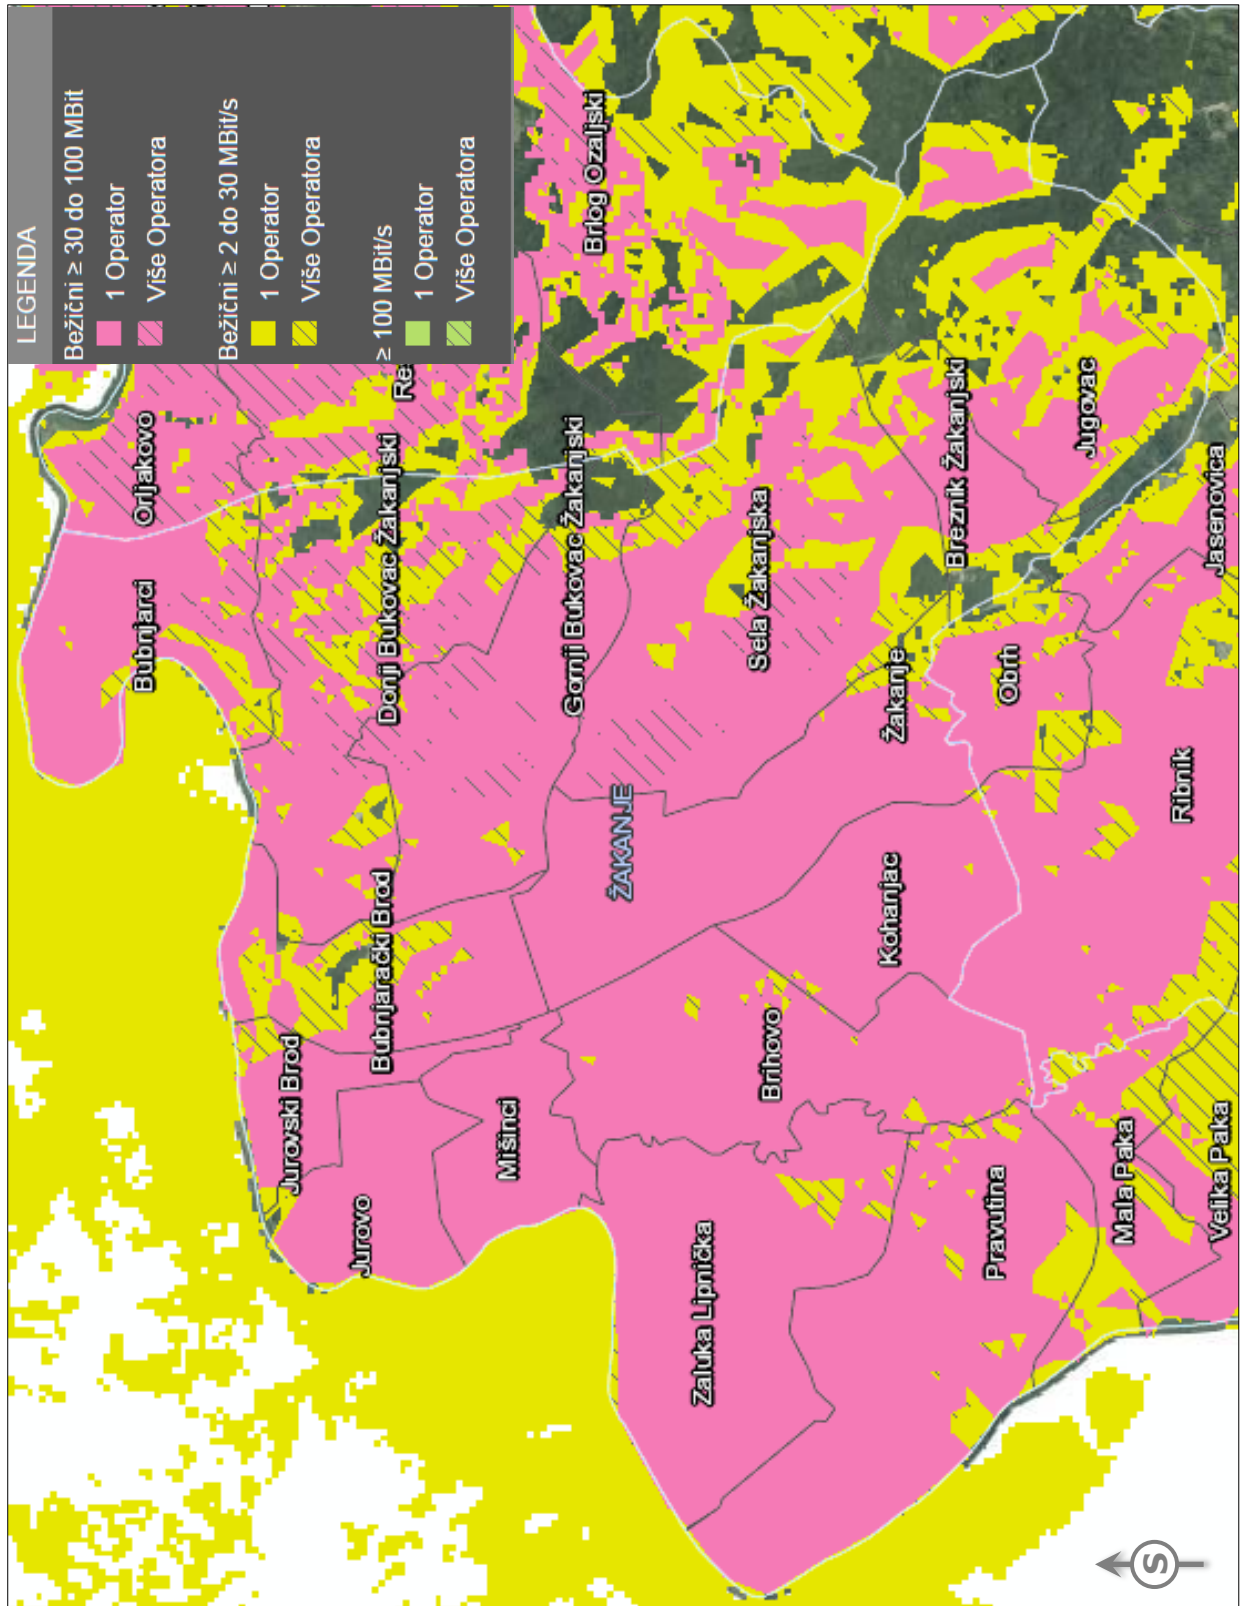 LEGENDA
Bežični ≥ 30 do 100 MBit
1 Operator
Više Operatora
Bežični ≥ 2 do 30 MBit/s
1 Operator
Više Operatora
≥ 100 MBit/s
1 Operator
Više Operatora
Orljakovo
Bubnjarci
Re
Brlog Ozaljski
Donji Bukovac Žakanjski
Gornji Bukovac Žakanjski
Jurovski Brod
Bubnjarački Brod
Jurovo
Mišinci
ŽAKANJE
Sela Žakanjska
Zaluka Lipnička
Brihovo
Kohanjac
Žakanje
Breznik Žakanjski
Pravutina
Obrh
Jugovac
Mala Paka
Ribnik
Velika Paka
Jasenovica
S